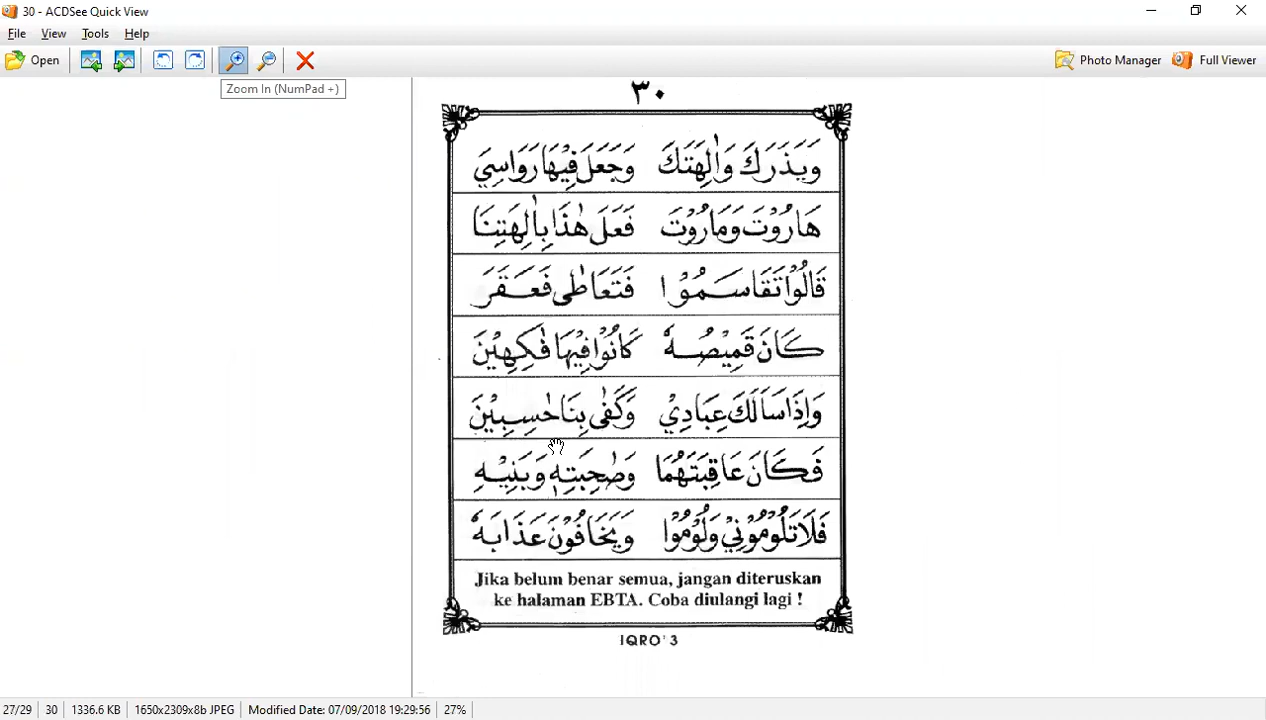 30 - ACDSee Quick View
File View Tools Help
Open Photo Manager Full Viewer
Zoom In (NumPad +)
٣٠
وَيَذَرَكَ وَاٰلِهَتَكَ وَجَعَلَ فِيْهَا رَوَاسِيَ
هَارُوْتَ وَمَارُوْتَ فَعَلَ هٰذَا بِاٰلِهَتِنَا
قَالُوْا تَقَاسَمُوْا فَتَعَاطٰى فَعَقَرَ
كَانَ قَمِيْصُهٗ كَانُوْا فِيْهَا فٰكِهِيْنَ
وَاِذَا سَاَلَكَ عِبَادِيْ وَكَفٰى بِنَا حٰسِبِيْنَ
فَكَانَ عَاقِبَتَهُمَا وَصَٰحِبَتِهٖ وَبَنِيْهِ
فَلَا تَلُوْمُوْنِيْ وَلُوْمُوْا وَيَخَافُوْنَ عَذَابَهٗ
Jika belum benar semua, jangan diteruskan
ke halaman EBTA. Coba diulangi lagi !
IQRO' 3
27/29 30 1336.6 KB 1650x2309x8b JPEG Modified Date: 07/09/2018 19:29:56 27%